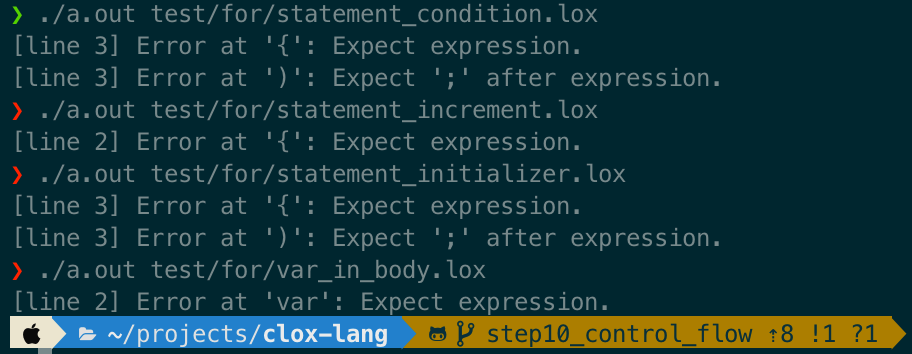 ❯ ./a.out test/for/statement_condition.lox
[line 3] Error at '{': Expect expression.
[line 3] Error at ')': Expect ';' after expression.
❯ ./a.out test/for/statement_increment.lox
[line 2] Error at '{': Expect expression.
❯ ./a.out test/for/statement_initializer.lox
[line 3] Error at '{': Expect expression.
[line 3] Error at ')': Expect ';' after expression.
❯ ./a.out test/for/var_in_body.lox
[line 2] Error at 'var': Expect expression.
~/projects/clox-lang step10_control_flow ⇡8 !1 ?1